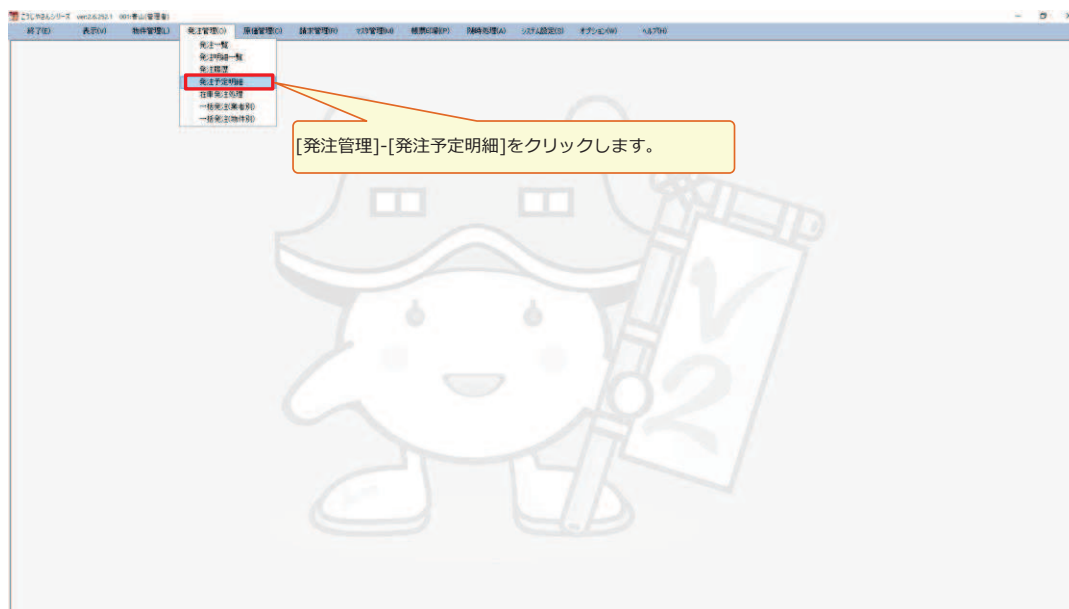 こうじやさんシリーズ ver.2.6.252.1 001:青山(管理者)
終了(E) 表示(V) 物件管理(L) 発注管理(O) 原価管理(C) 請求管理(R) マスタ管理(M) 帳票印刷(P) 随時処理(A) システム設定(S) オプション(W) ヘルプ(H)
発注一覧
発注明細一覧
発注履歴
発注予定明細
在庫発注処理
一括発注(業者別)
一括発注(物件別)
[発注管理]-[発注予定明細]をクリックします。
V2